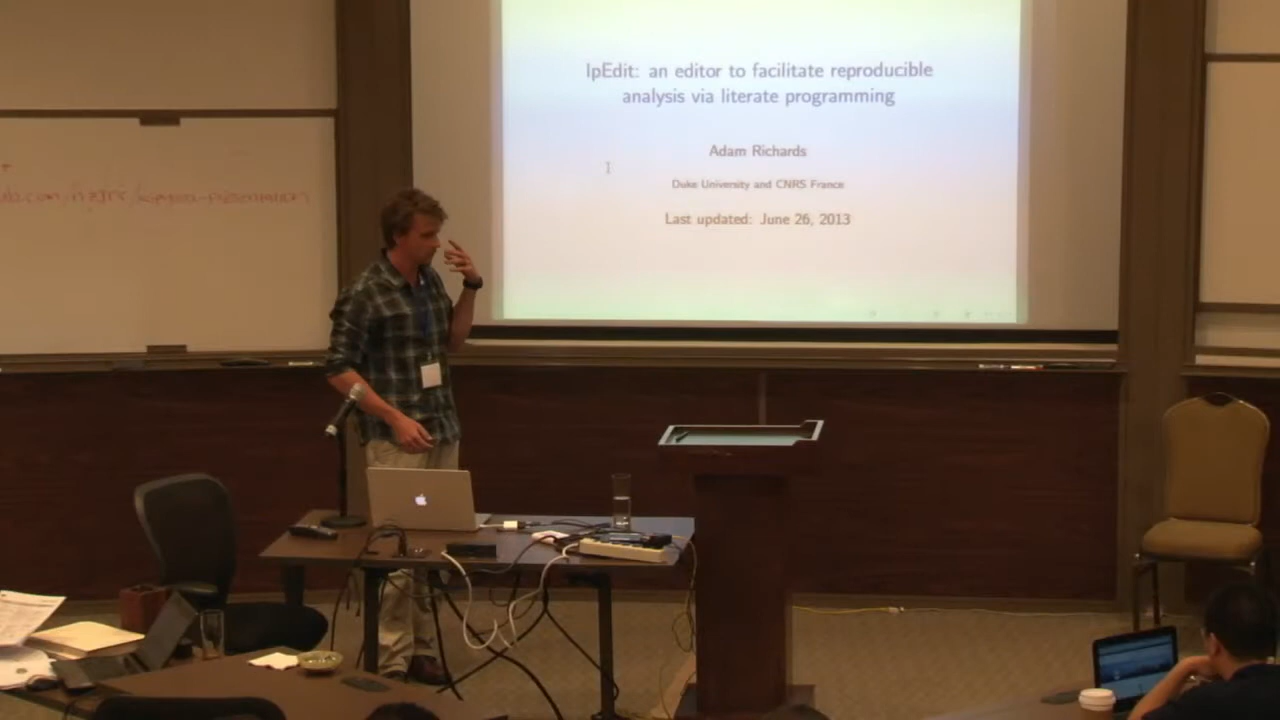 lpEdit: an editor to facilitate reproducible
analysis via literate programming
Adam Richards
Duke University and CNRS France
Last updated: June 26, 2013